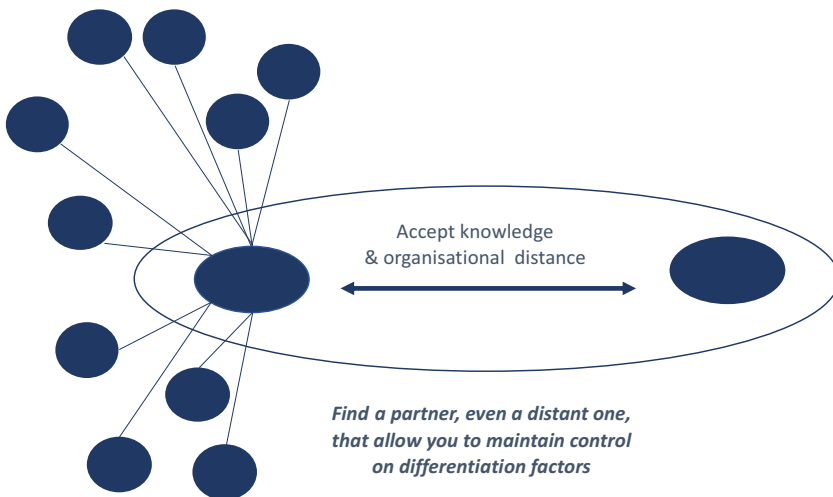 Accept knowledge
& organisational distance
Find a partner, even a distant one,
that allow you to maintain control
on differentiation factors